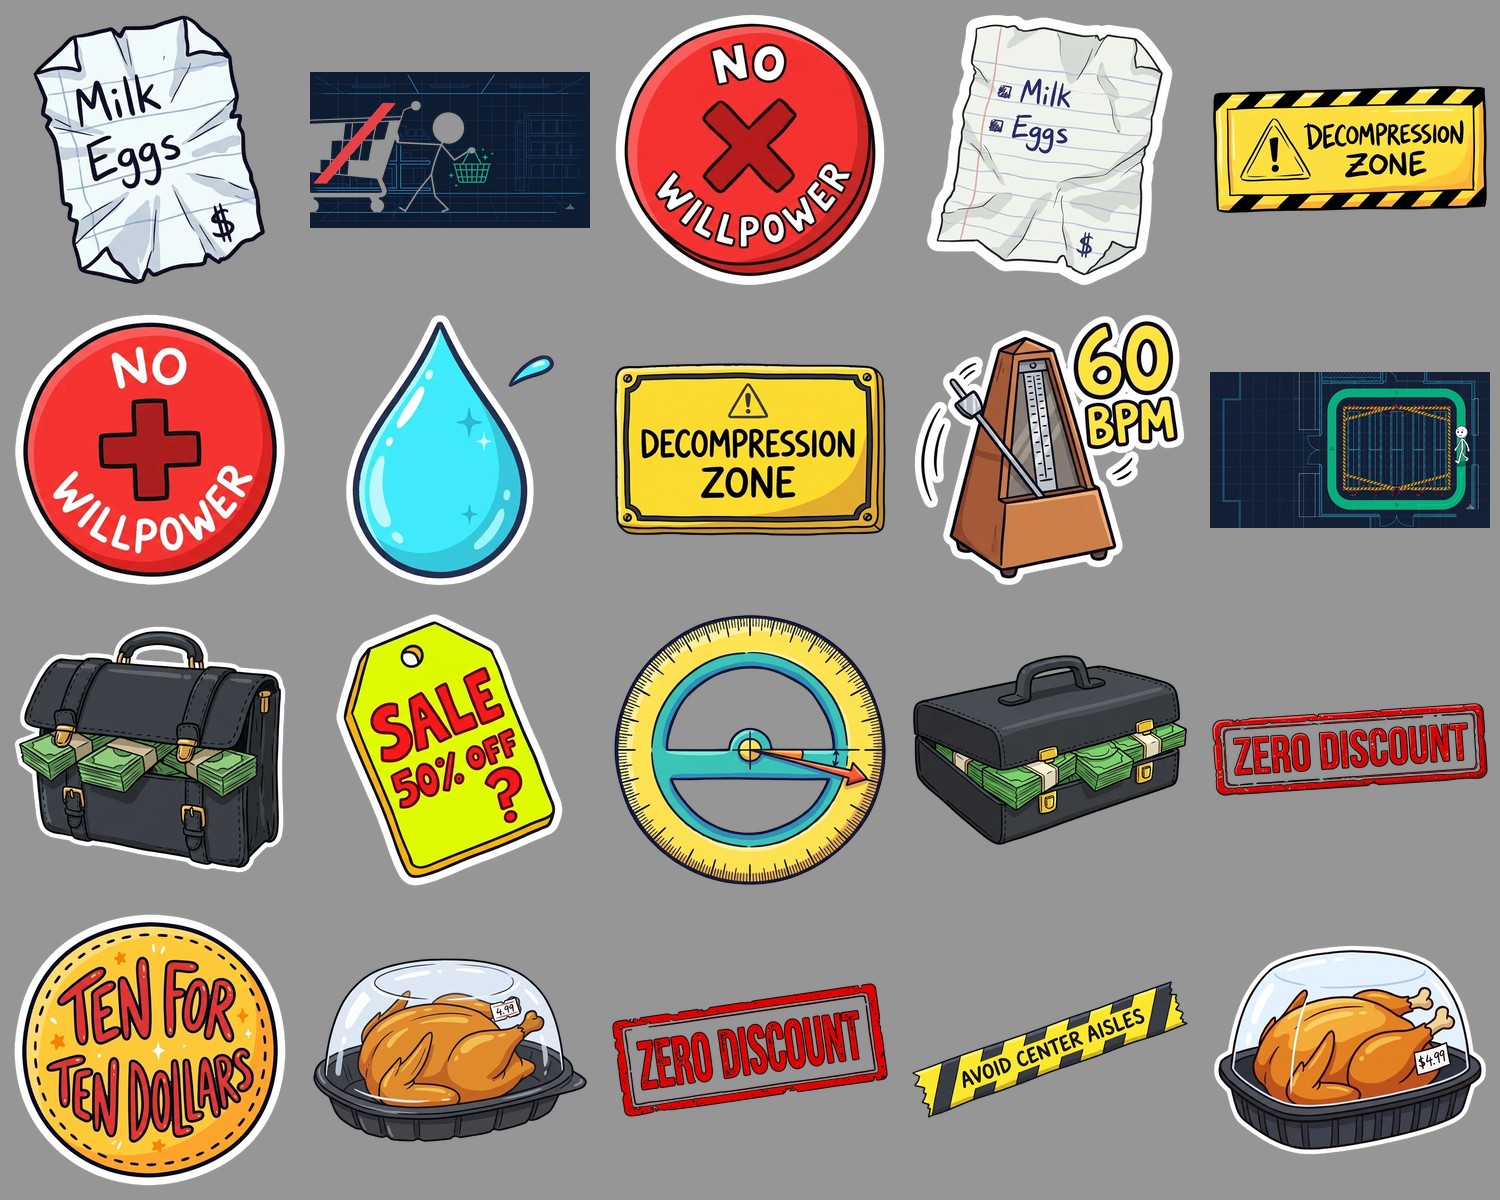 Milk
Eggs
$
NO
WILLPOWER
Milk
Eggs
$
! DECOMPRESSION
ZONE
NO
WILLPOWER
!
DECOMPRESSION
ZONE
60
BPM
SALE
50% OFF
?
ZERO DISCOUNT
TEN FOR
TEN DOLLARS
4.99
ZERO DISCOUNT
AVOID CENTER AISLES
$4.99